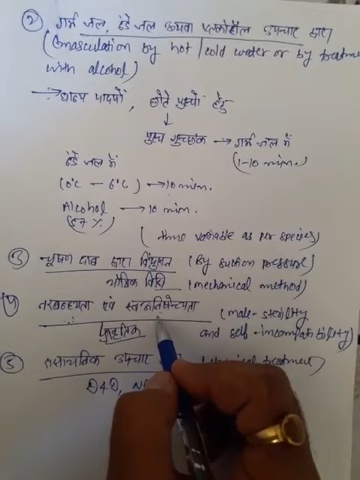 ② गर्म जल, ठंडे जल अथवा एल्कोहॉल उपचार द्वारा
(Emasculation by hot / cold water or by treatment
with alcohol)
→ धान्य पादपों, छोटे पुष्पों हेतु
↓
पुष्प गुच्छक → गर्म जल में
(1-10 min.)
ठंडे जल में
(0°C - 6°C) → 10 min.
Alcohol → 10 min.
(57%)
(time variable as per species)
③ चूषण दाब द्वारा विपुंसन (By suction pressure)
यांत्रिक विधि (mechanical method)
④ नरबन्ध्यता एवं स्वअनिषेच्यता (male-sterility
प्राकृतिक and self-incompatibility)
⑤ रासायनिक उपचार treatment)
2,4-D,